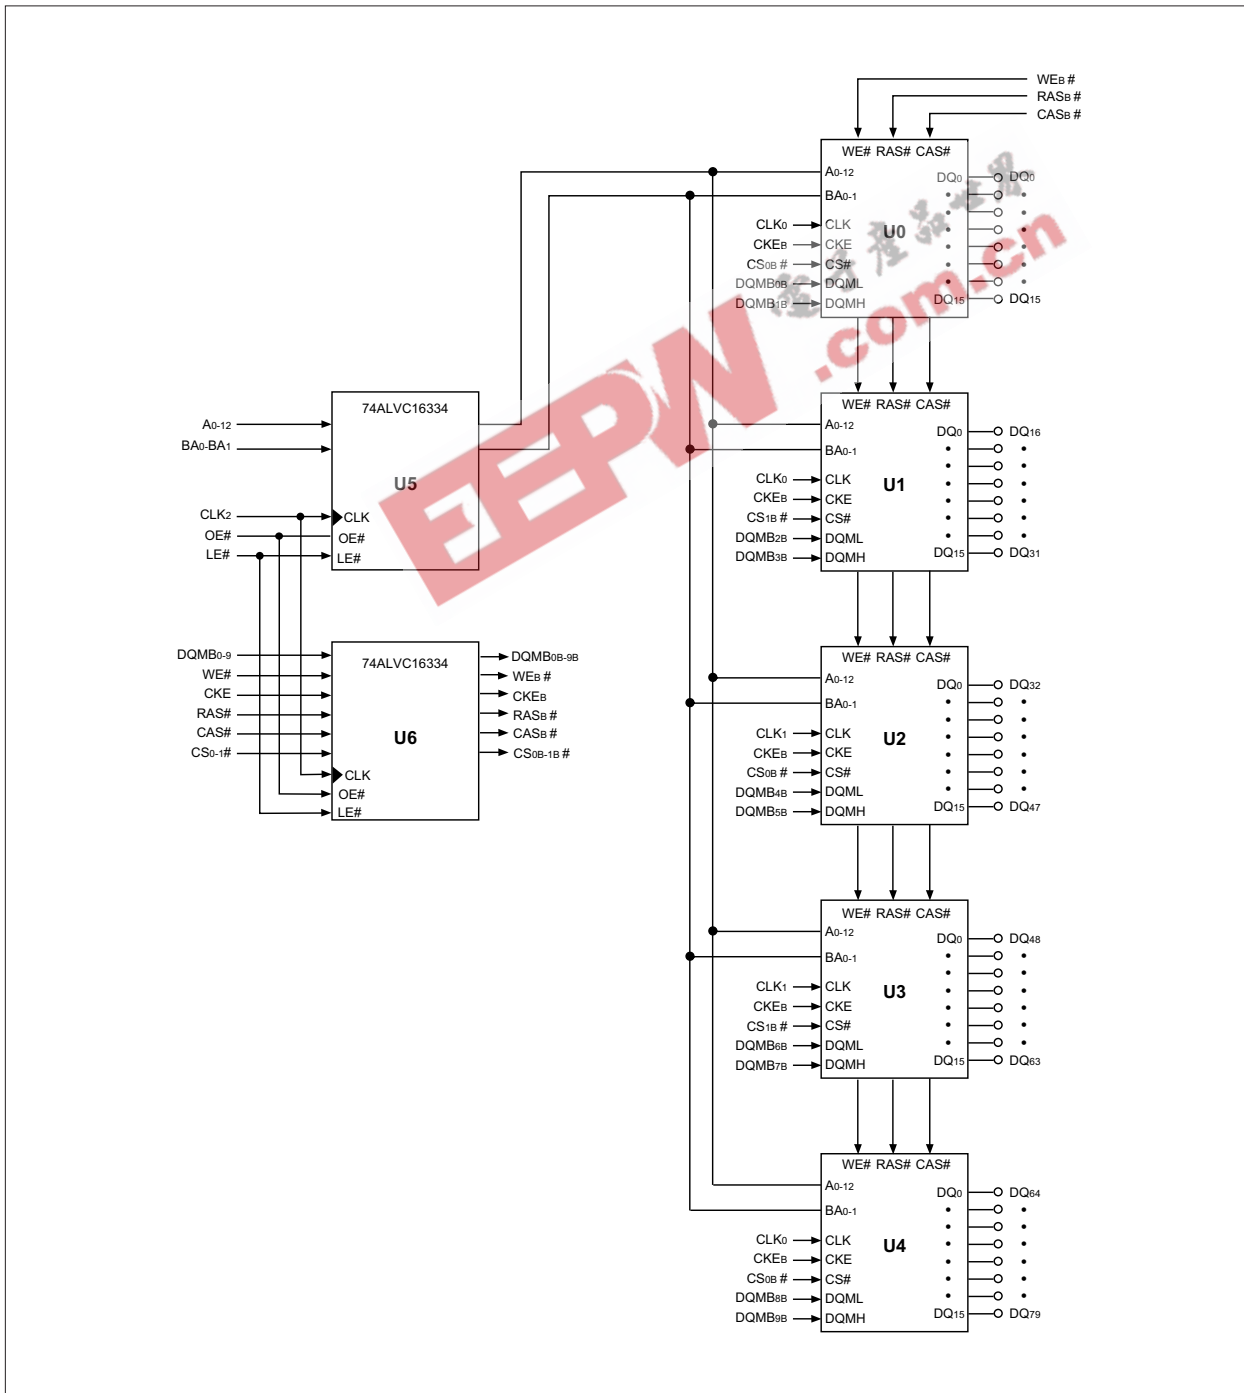 WEB #
RASB #
CASB #
WE# RAS# CAS#
A0-12
BA0-1
CLK0 CLK
CKEB CKE
CS0B # CS#
DQMB0B DQML
DQMB1B DQMH
U0
DQ0 DQ0
DQ15 DQ15
電子產品世界
EEPW
.com.cn
74ALVC16334
U5
A0-12
BA0-BA1
CLK2 CLK
OE# OE#
LE# LE#
WE# RAS# CAS#
A0-12
BA0-1
CLK0 CLK
CKEB CKE
CS1B # CS#
DQMB2B DQML
DQMB3B DQMH
U1
DQ0 DQ16
DQ15 DQ31
74ALVC16334
U6
DQMB0-9
WE#
CKE
RAS#
CAS#
CS0-1#
CLK
OE#
LE#
DQMB0B-9B
WEB #
CKEB
RASB #
CASB #
CS0B-1B #
WE# RAS# CAS#
A0-12
BA0-1
CLK1 CLK
CKEB CKE
CS0B # CS#
DQMB4B DQML
DQMB5B DQMH
U2
DQ0 DQ32
DQ15 DQ47
WE# RAS# CAS#
A0-12
BA0-1
CLK1 CLK
CKEB CKE
CS1B # CS#
DQMB6B DQML
DQMB7B DQMH
U3
DQ0 DQ48
DQ15 DQ63
WE# RAS# CAS#
A0-12
BA0-1
CLK0 CLK
CKEB CKE
CS0B # CS#
DQMB8B DQML
DQMB9B DQMH
U4
DQ0 DQ64
DQ15 DQ79